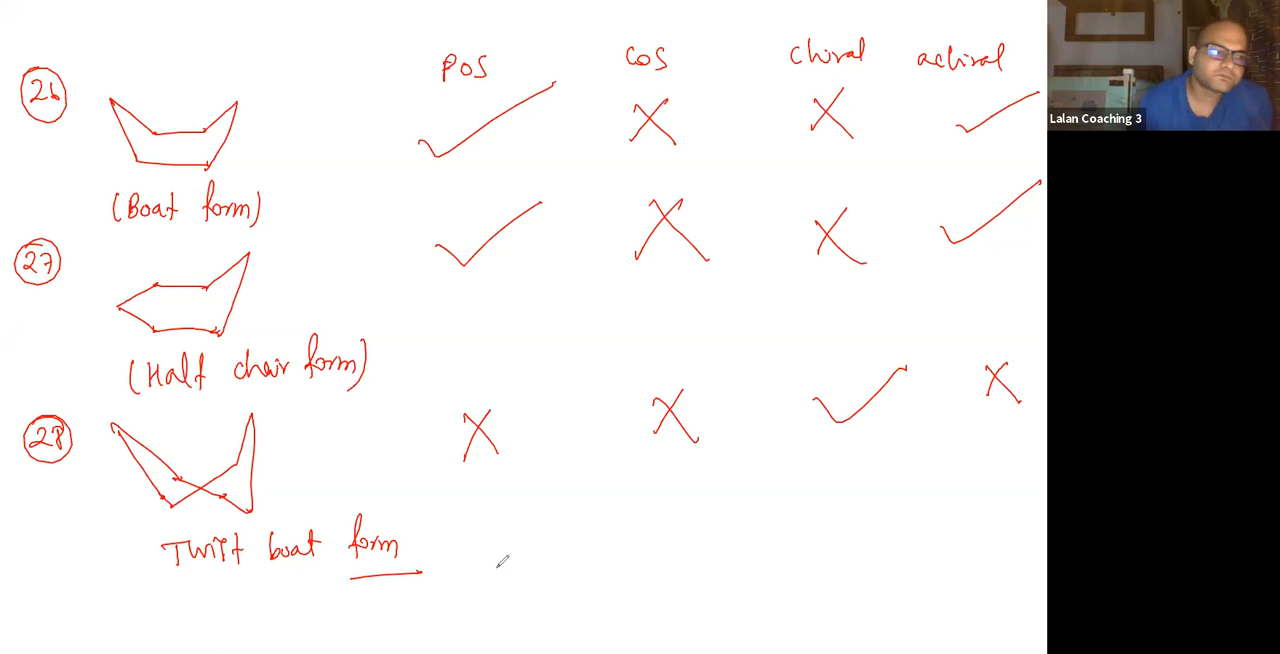 POS COS chiral achiral
26 ✓ X X ✓
(Boat form)
27 ✓ X X ✓
(Half chair form)
28 X X ✓ X
Twist boat form
Lalan Coaching 3